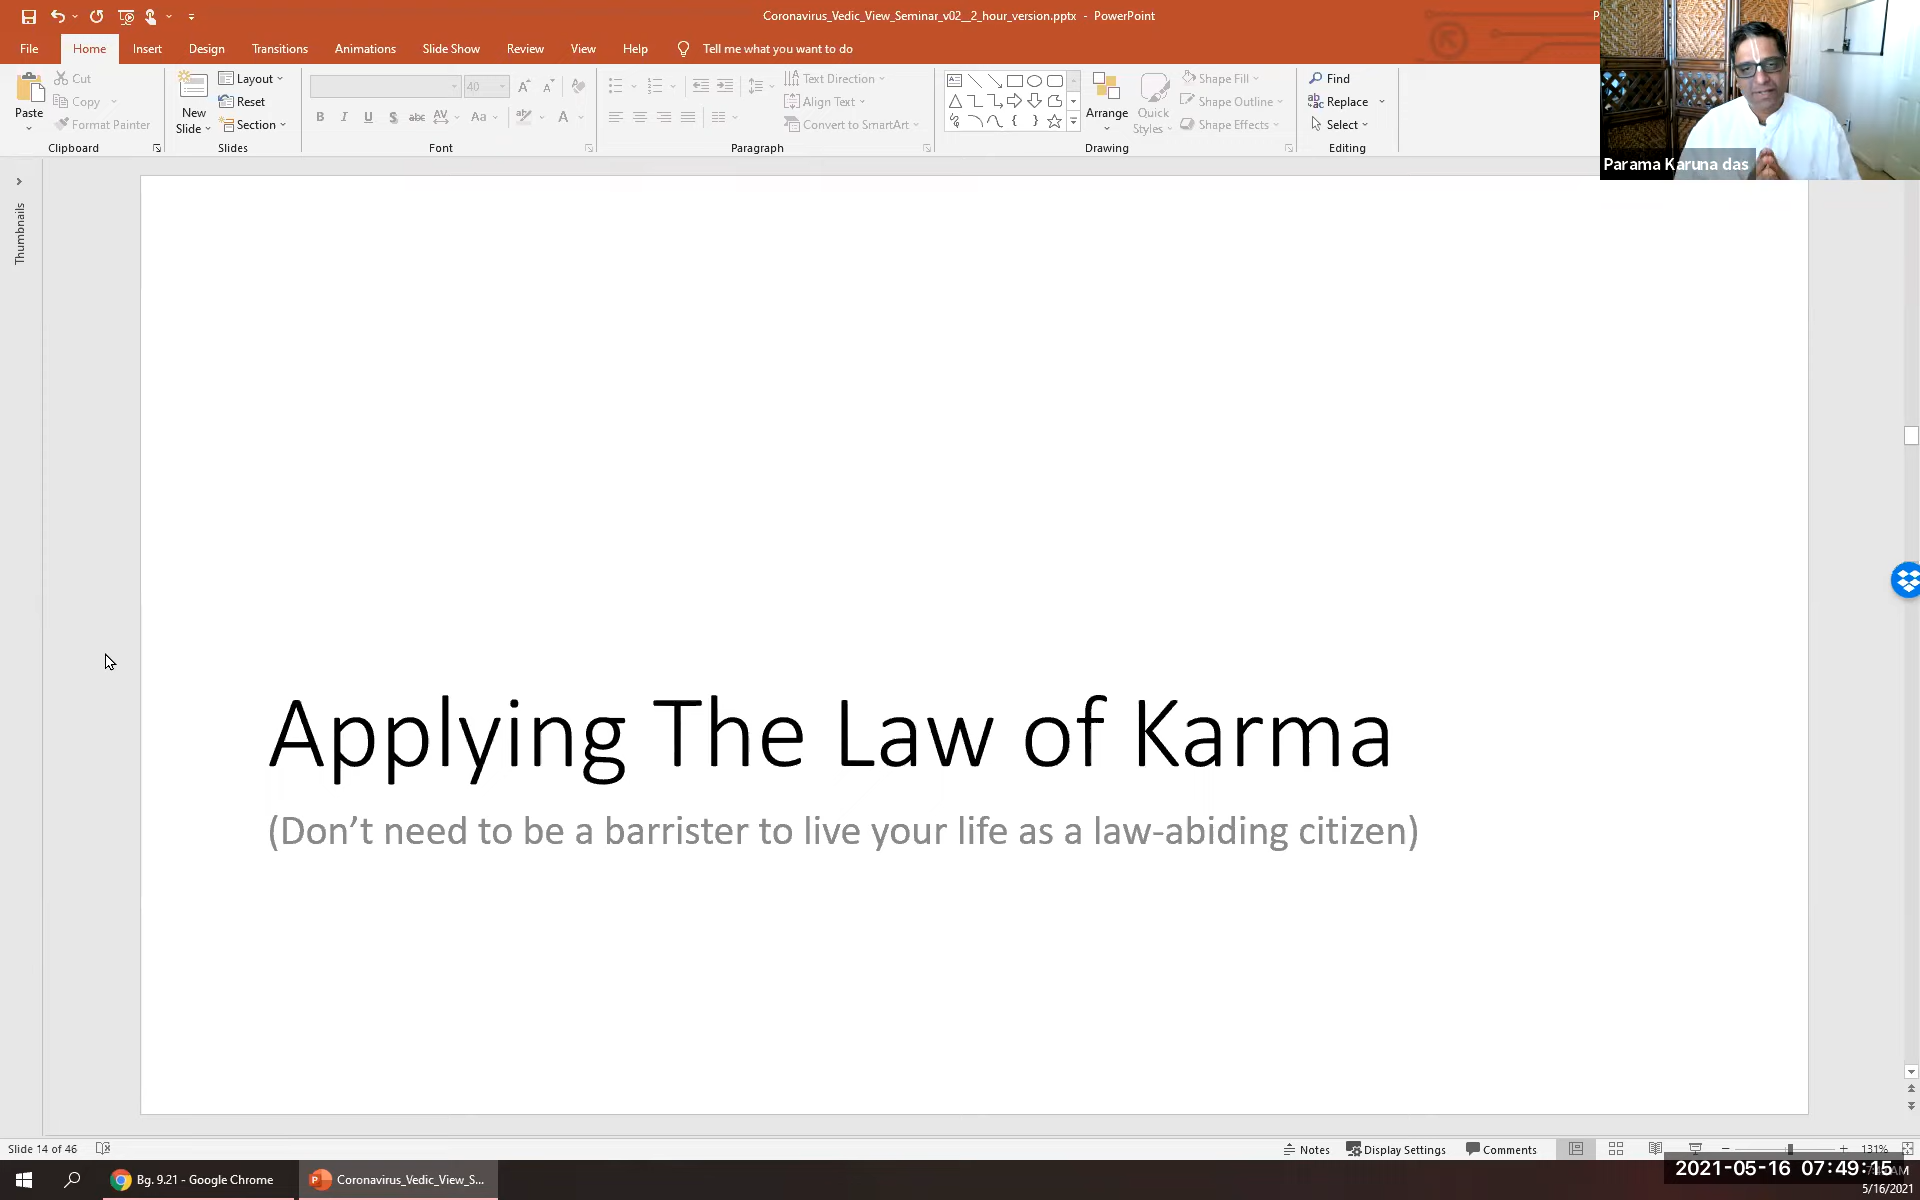 Coronavirus_Vedic_View_Seminar_v02__2_hour_version.pptx - PowerPoint
File Home Insert Design Transitions Animations Slide Show Review View Help Tell me what you want to do
Paste
Cut
Copy
Format Painter
Clipboard
New Slide
Layout
Reset
Section
Slides
40
B I U S abc AV Aa A
Font
Text Direction
Align Text
Convert to SmartArt
Paragraph
Arrange
Quick Styles
Shape Fill
Shape Outline
Shape Effects
Drawing
Find
Replace
Select
Editing
Parama Karuna das
Thumbnails
Applying The Law of Karma
(Don’t need to be a barrister to live your life as a law-abiding citizen)
Slide 14 of 46
Notes Display Settings Comments 131%
Bg. 9.21 - Google Chrome
Coronavirus_Vedic_View_S...
2021-05-16 07:49:15
5/16/2021